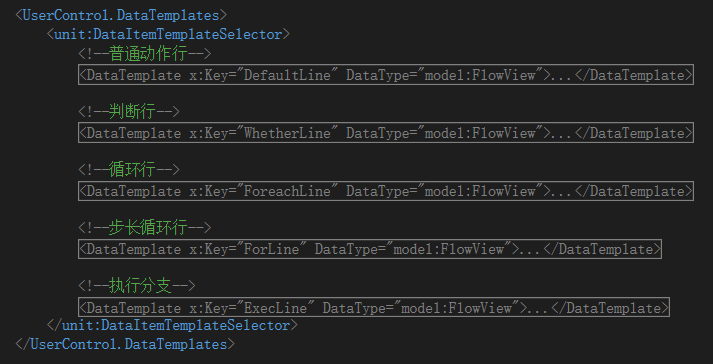 <UserControl.DataTemplates>
<unit:DataItemTemplateSelector>
<!--普通动作行-->
<DataTemplate x:Key="DefaultLine" DataType="model:FlowView">...</DataTemplate>
<!--判断行-->
<DataTemplate x:Key="WhetherLine" DataType="model:FlowView">...</DataTemplate>
<!--循环行-->
<DataTemplate x:Key="ForeachLine" DataType="model:FlowView">...</DataTemplate>
<!--步长循环行-->
<DataTemplate x:Key="ForLine" DataType="model:FlowView">...</DataTemplate>
<!--执行分支-->
<DataTemplate x:Key="ExecLine" DataType="model:FlowView">...</DataTemplate>
</unit:DataItemTemplateSelector>
</UserControl.DataTemplates>